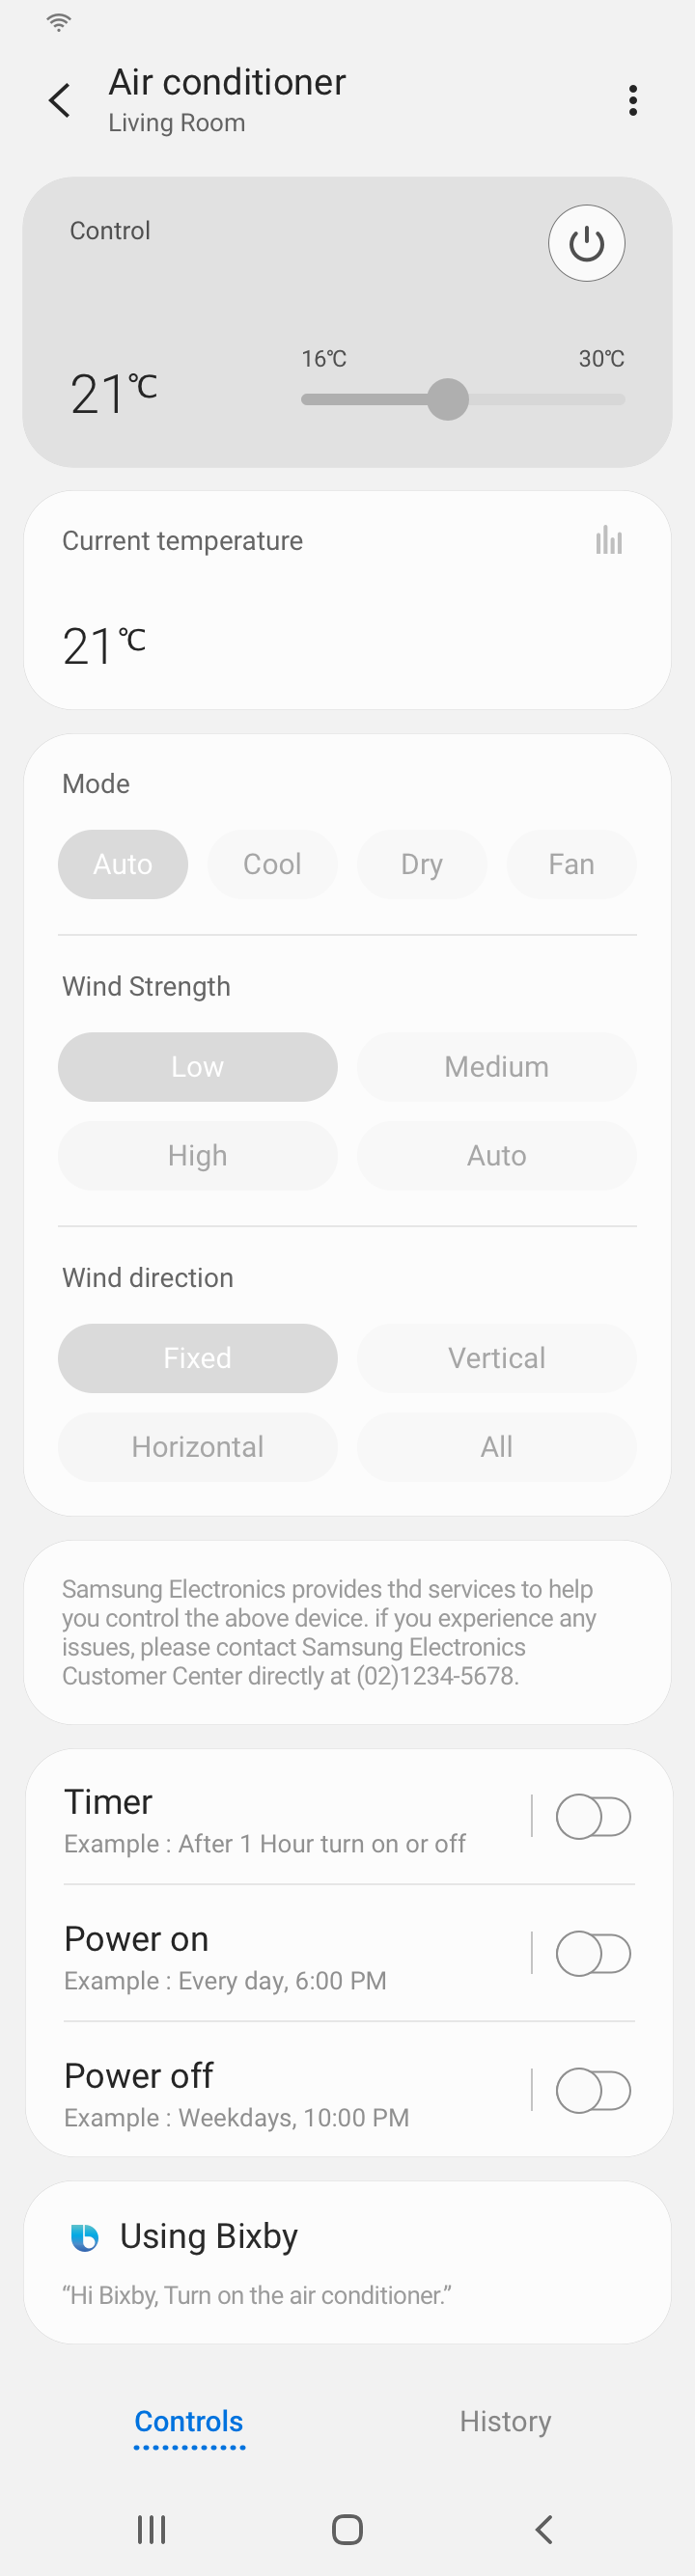 Air conditioner
Living Room
Control
16℃ 30℃
21℃
Current temperature
21℃
Mode
Auto Cool Dry Fan
Wind Strength
Low Medium
High Auto
Wind direction
Fixed Vertical
Horizontal All
Samsung Electronics provides thd services to help
you control the above device. if you experience any
issues, please contact Samsung Electronics
Customer Center directly at (02)1234-5678.
Timer
Example : After 1 Hour turn on or off
Power on
Example : Every day, 6:00 PM
Power off
Example : Weekdays, 10:00 PM
Using Bixby
“Hi Bixby, Turn on the air conditioner.”
Controls History